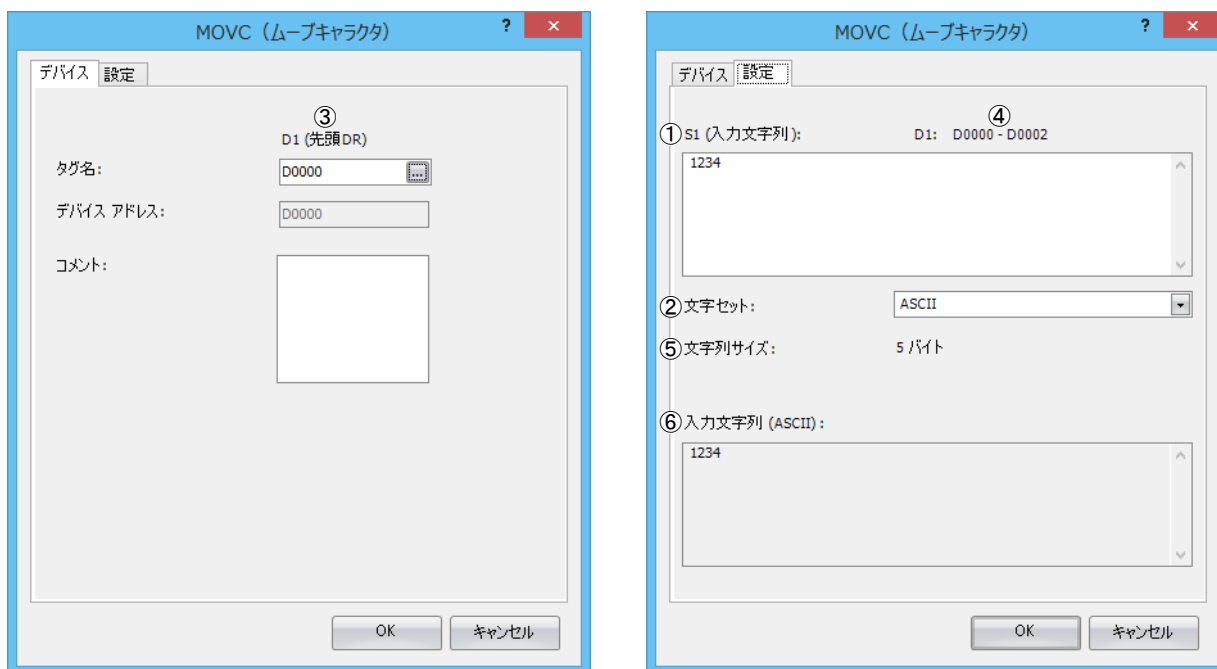 MOVC（ムーブキャラクタ）
? ×
デバイス 設定
③
D1 (先頭DR)
タグ名: D0000 ...
デバイス アドレス: D0000
コメント:
OK キャンセル
MOVC（ムーブキャラクタ）
? ×
デバイス 設定
④
①S1 (入力文字列): D1: D0000 - D0002
1234
②文字セット: ASCII
⑤文字列サイズ: 5 バイト
⑥入力文字列 (ASCII):
1234
OK キャンセル